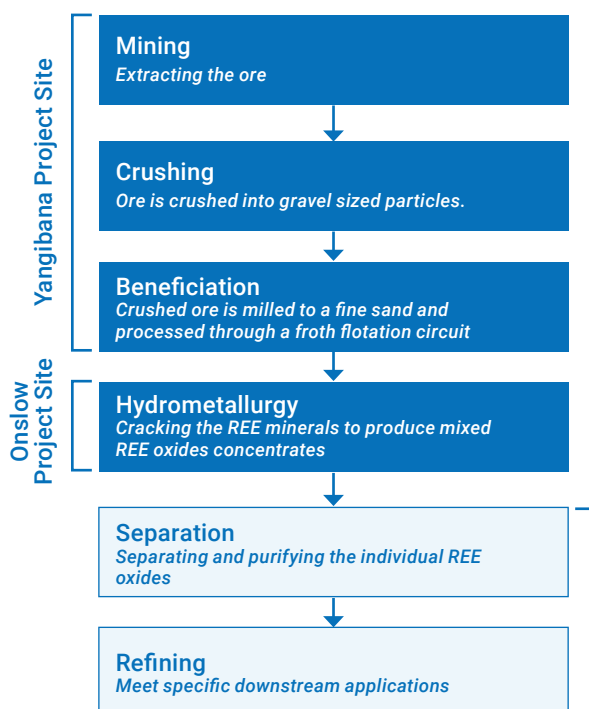 Yangibana Project Site
Mining
Extracting the ore
Crushing
Ore is crushed into gravel sized particles.
Beneficiation
Crushed ore is milled to a fine sand and
processed through a froth flotation circuit
Onslow
Project Site
Hydrometallurgy
Cracking the REE minerals to produce mixed
REE oxides concentrates
Separation
Separating and purifying the individual REE
oxides
Refining
Meet specific downstream applications